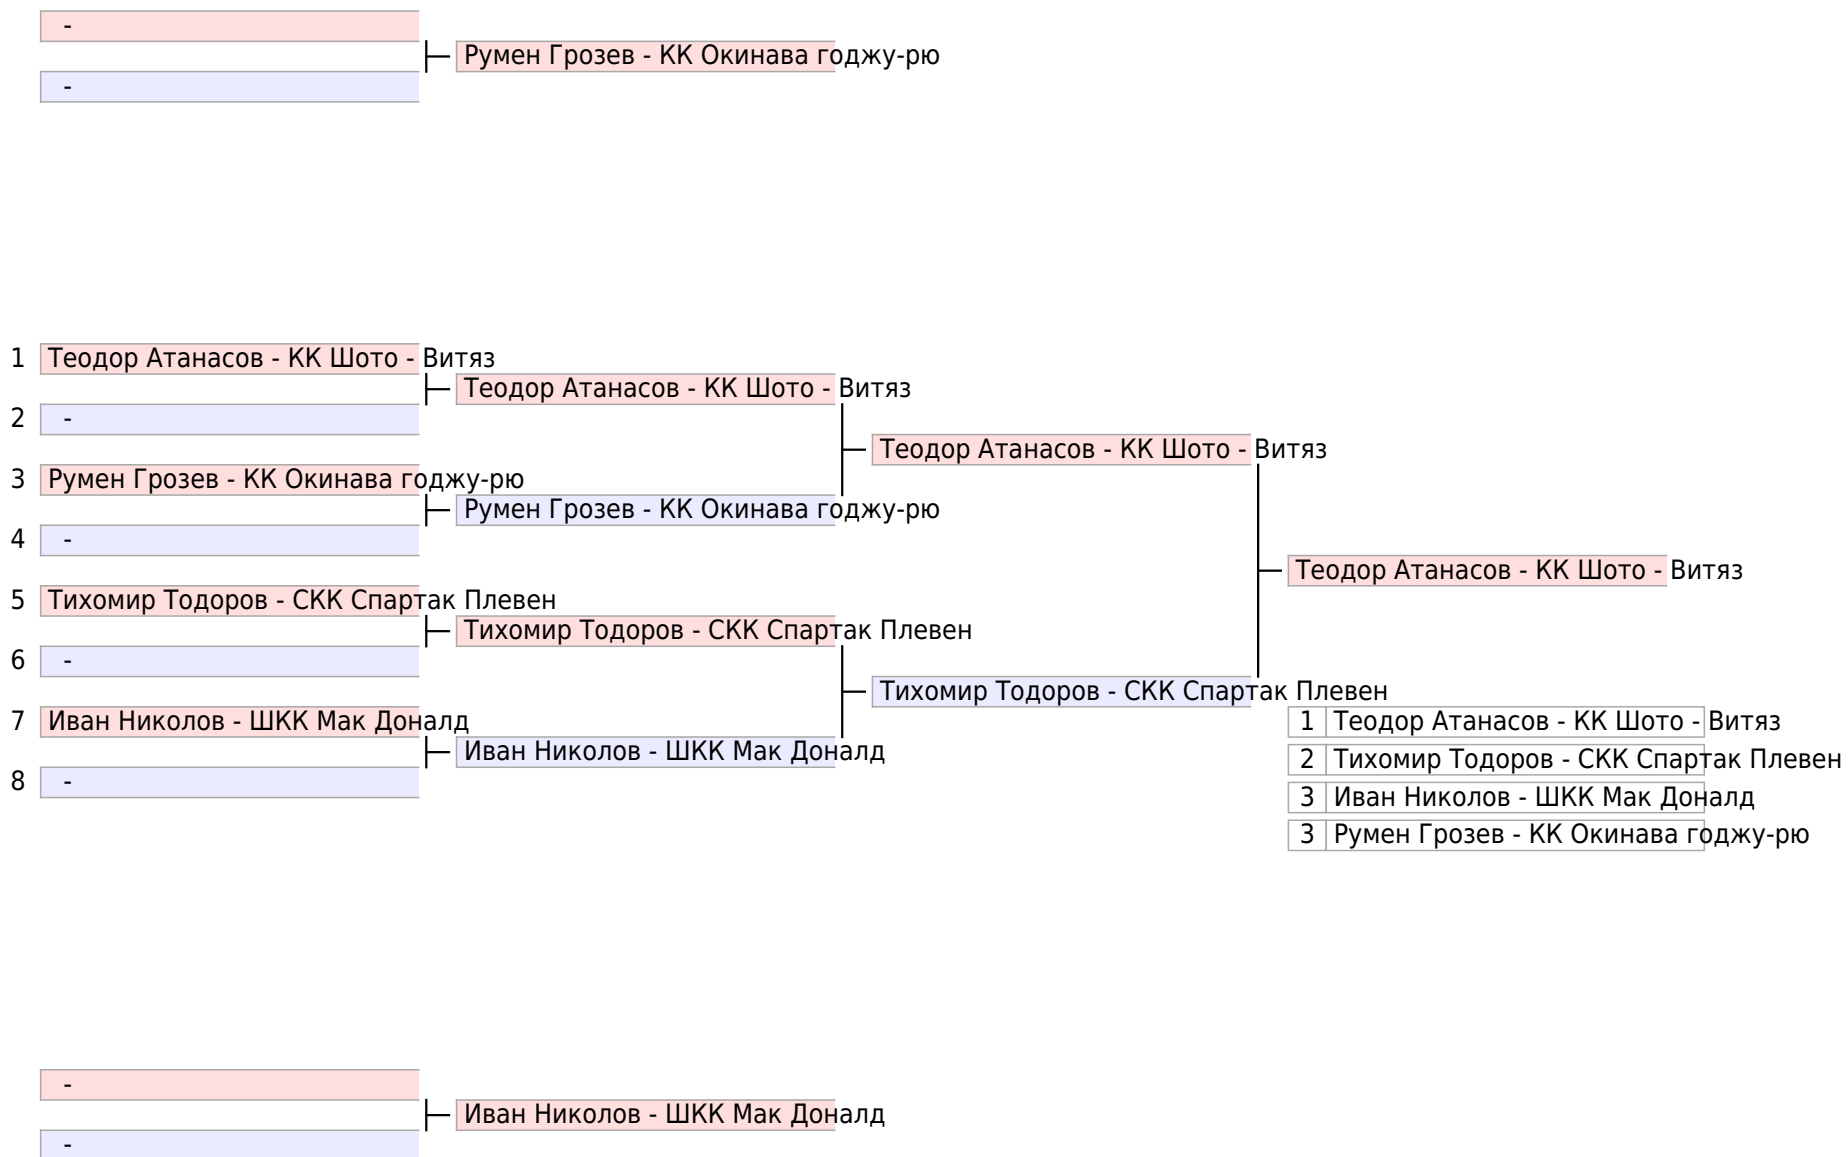 -
Румен Грозев - КК Окинава годжу-рю
-
1 Теодор Атанасов - КК Шото - Витяз
Теодор Атанасов - КК Шото - Витяз
2 -
Теодор Атанасов - КК Шото - Витяз
3 Румен Грозев - КК Окинава годжу-рю
Румен Грозев - КК Окинава годжу-рю
4 -
Теодор Атанасов - КК Шото - Витяз
5 Тихомир Тодоров - СКК Спартак Плевен
Тихомир Тодоров - СКК Спартак Плевен
6 -
Тихомир Тодоров - СКК Спартак Плевен
7 Иван Николов - ШКК Мак Доналд
1 Теодор Атанасов - КК Шото - Витяз
Иван Николов - ШКК Мак Доналд
2 Тихомир Тодоров - СКК Спартак Плевен
8 -
3 Иван Николов - ШКК Мак Доналд
3 Румен Грозев - КК Окинава годжу-рю
-
Иван Николов - ШКК Мак Доналд
-